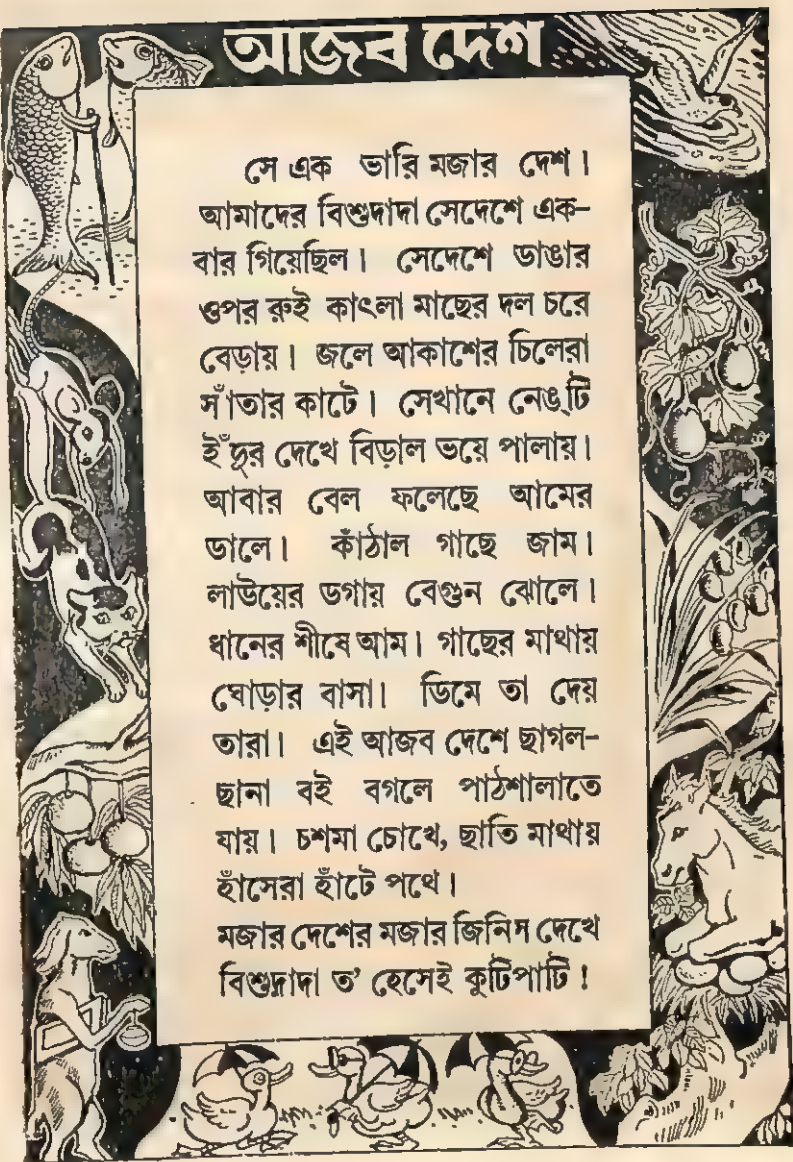 আজব দেশ
সে এক ভারি মজার দেশ।
আমাদের বিশুদাদা সেদেশে এক-
বার গিয়েছিল। সেদেশে ডাঙার
ওপর রুই কাৎলা মাছের দল চরে
বেড়ায়। জলে আকাশের চিলেরা
সাঁতার কাটে। সেখানে নেঙ্‌টি
ইঁদুর দেখে বিড়াল ভয়ে পালায়।
আবার বেল ফলেছে আমের
ডালে। কাঁঠাল গাছে জাম।
লাউয়ের ডগায় বেগুন ঝোলে।
ধানের শীষে আম। গাছের মাথায়
ঘোড়ার বাসা। ডিমে তা দেয়
তারা। এই আজব দেশে ছাগল-
ছানা বই বগলে পাঠশালাতে
যায়। চশমা চোখে, ছাতি মাথায়
হাঁসেরা হাঁটে পথে।
মজার দেশের মজার জিনিস দেখে
বিশুদাদা ত' হেসেই কুটিপাটি!